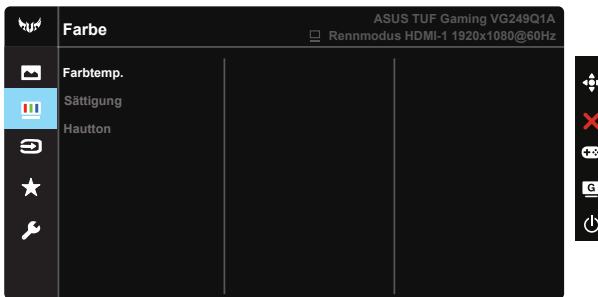 Farbe
ASUS TUF Gaming VG249Q1A
Rennmodus HDMI-1 1920x1080@60Hz
Farbtemp.
Sättigung
Hautton
G